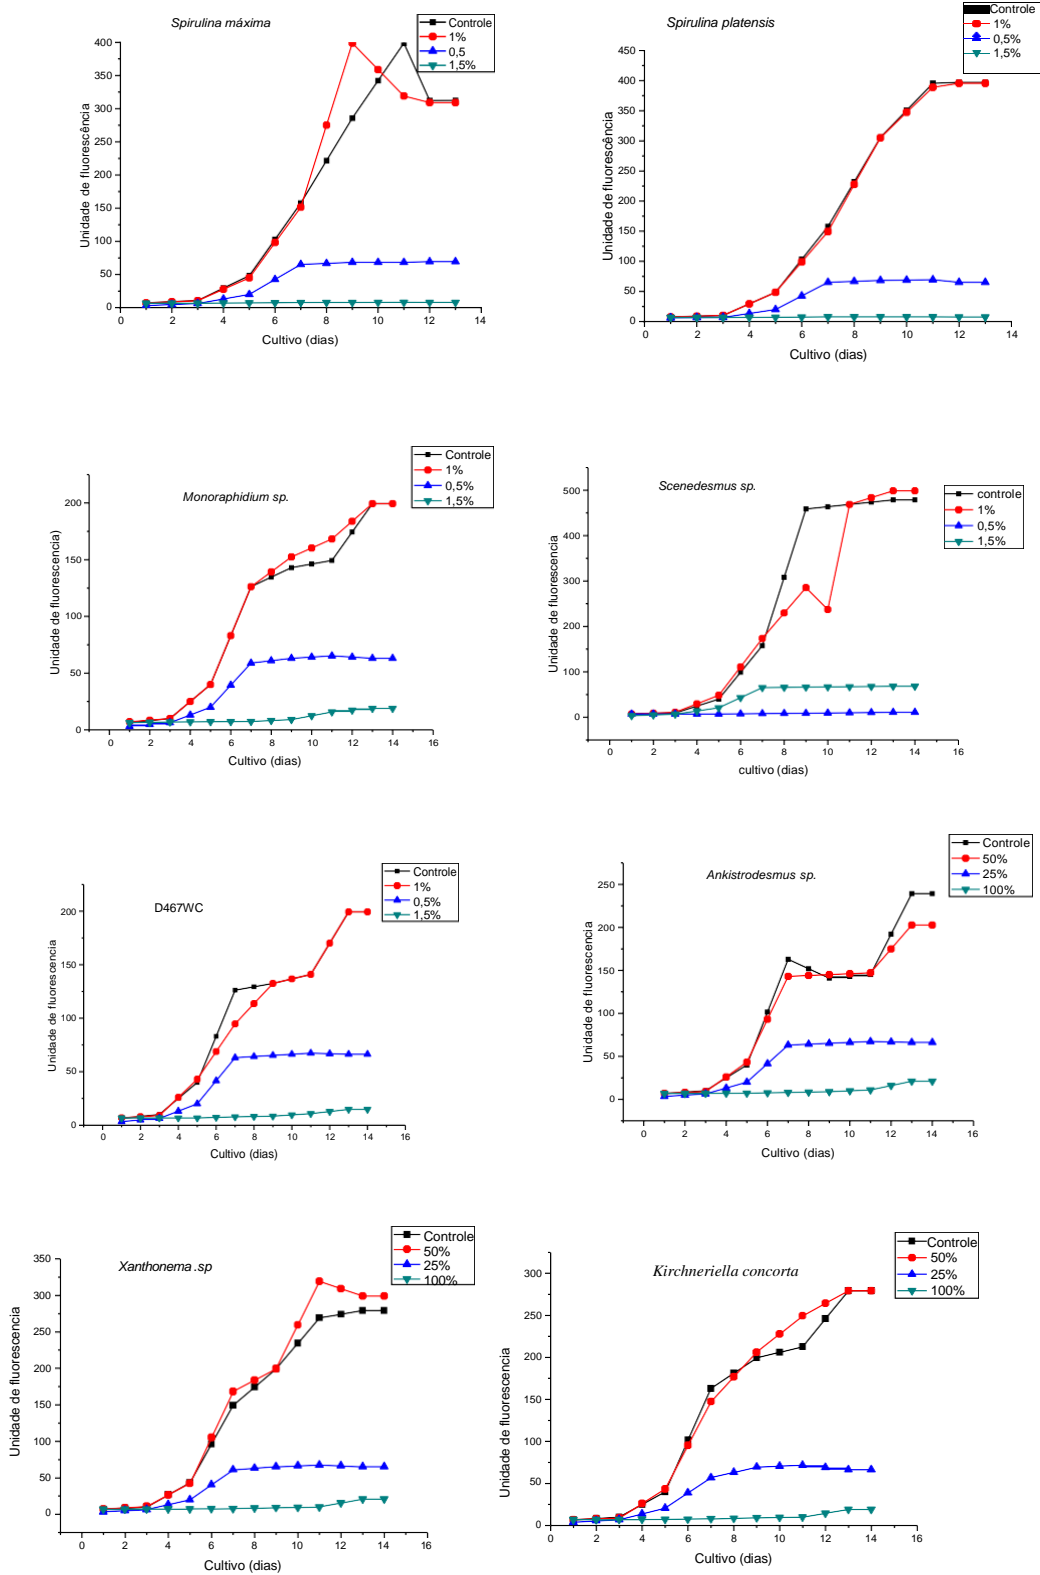 Spirulina máxima
Controle
1%
0,5
1,5%
Unidade de fluorescência
400
350
300
250
200
150
100
50
0
0 2 4 6 8 10 12 14
Cultivo (dias)
Spirulina platensis
Controle
1%
0,5%
1,5%
Unidade de fluorescência
450
400
350
300
250
200
150
100
50
0
0 2 4 6 8 10 12 14
Cultivo (dias)
Monoraphidium sp.
Controle
1%
0,5%
1,5%
Unidade de fluorescencia)
200
150
100
50
0
0 2 4 6 8 10 12 14 16
Cultivo (dias)
Scenedesmus sp.
controle
1%
0,5%
1,5%
Unidade de fluorescencia
500
400
300
200
100
0
0 2 4 6 8 10 12 14 16
cultivo (dias)
D467WC
Controle
1%
0,5%
1,5%
Unidade de fluorescencia
200
150
100
50
0
0 2 4 6 8 10 12 14 16
Cultivo (dias)
Ankistrodesmus sp.
Controle
50%
25%
100%
Unidade de fluorescencia
250
200
150
100
50
0
0 2 4 6 8 10 12 14 16
Cultivo (dias)
Xanthonema .sp
Controle
50%
25%
100%
Unidade de fluorescencia
350
300
250
200
150
100
50
0
0 2 4 6 8 10 12 14 16
Cultivo (dias)
Kirchneriella concorta
Controle
50%
25%
100%
Unidade de fluorescencia
300
250
200
150
100
50
0
0 2 4 6 8 10 12 14 16
Cultivo (dias)